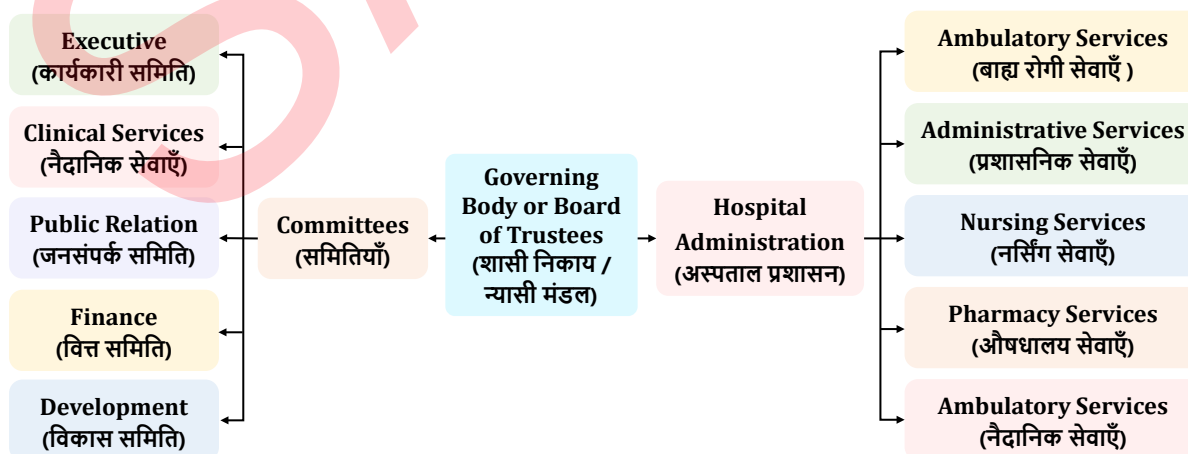 Executive
(कार्यकारी समिति)
Clinical Services
(नैदानिक सेवाएँ)
Public Relation
(जनसंपर्क समिति)
Finance
(वित्त समिति)
Development
(विकास समिति)
Committees
(समितियाँ)
Governing
Body or Board
of Trustees
(शासी निकाय /
न्यासी मंडल)
Hospital
Administration
(अस्पताल प्रशासन)
Ambulatory Services
(बाह्य रोगी सेवाएँ )
Administrative Services
(प्रशासनिक सेवाएँ)
Nursing Services
(नर्सिंग सेवाएँ)
Pharmacy Services
(औषधालय सेवाएँ)
Ambulatory Services
(नैदानिक सेवाएँ)